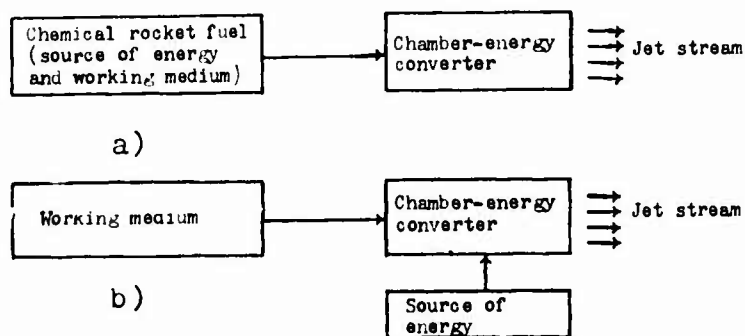 Chemical rocket fuel
(source of energy
and working medium)
Chamber-energy
converter
Jet stream
a)
Working medium
Chamber-energy
converter
Jet stream
b)
Source of
energy